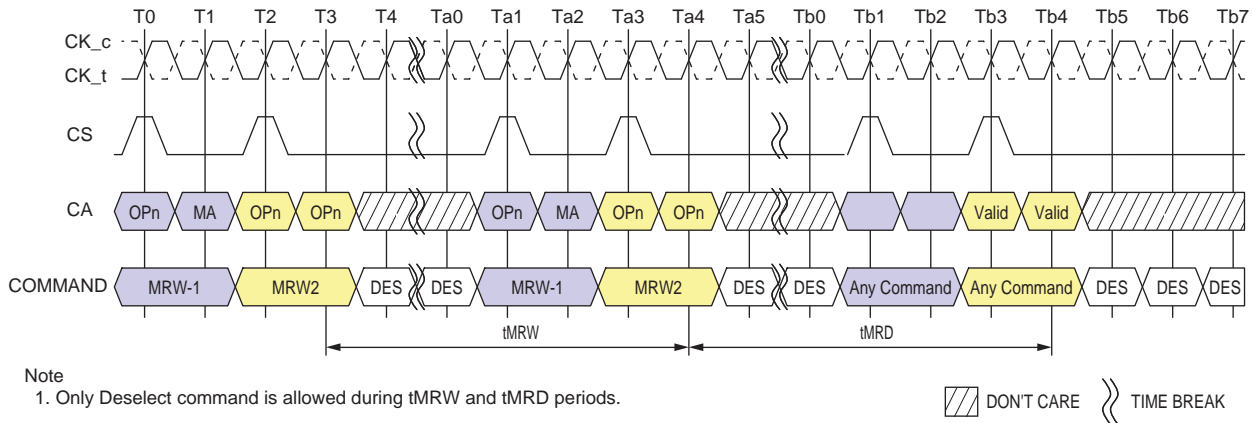 T0 T1 T2 T3 T4 Ta0 Ta1 Ta2 Ta3 Ta4 Ta5 Tb0 Tb1 Tb2 Tb3 Tb4 Tb5 Tb6 Tb7
CK_c
CK_t
CS
CA OPn MA OPn OPn OPn MA OPn OPn Valid Valid
COMMAND MRW-1 MRW2 DES DES MRW-1 MRW2 DES DES Any Command Any Command DES DES DES
tMRW tMRD
Note
1. Only Deselect command is allowed during tMRW and tMRD periods.
DON'T CARE TIME BREAK